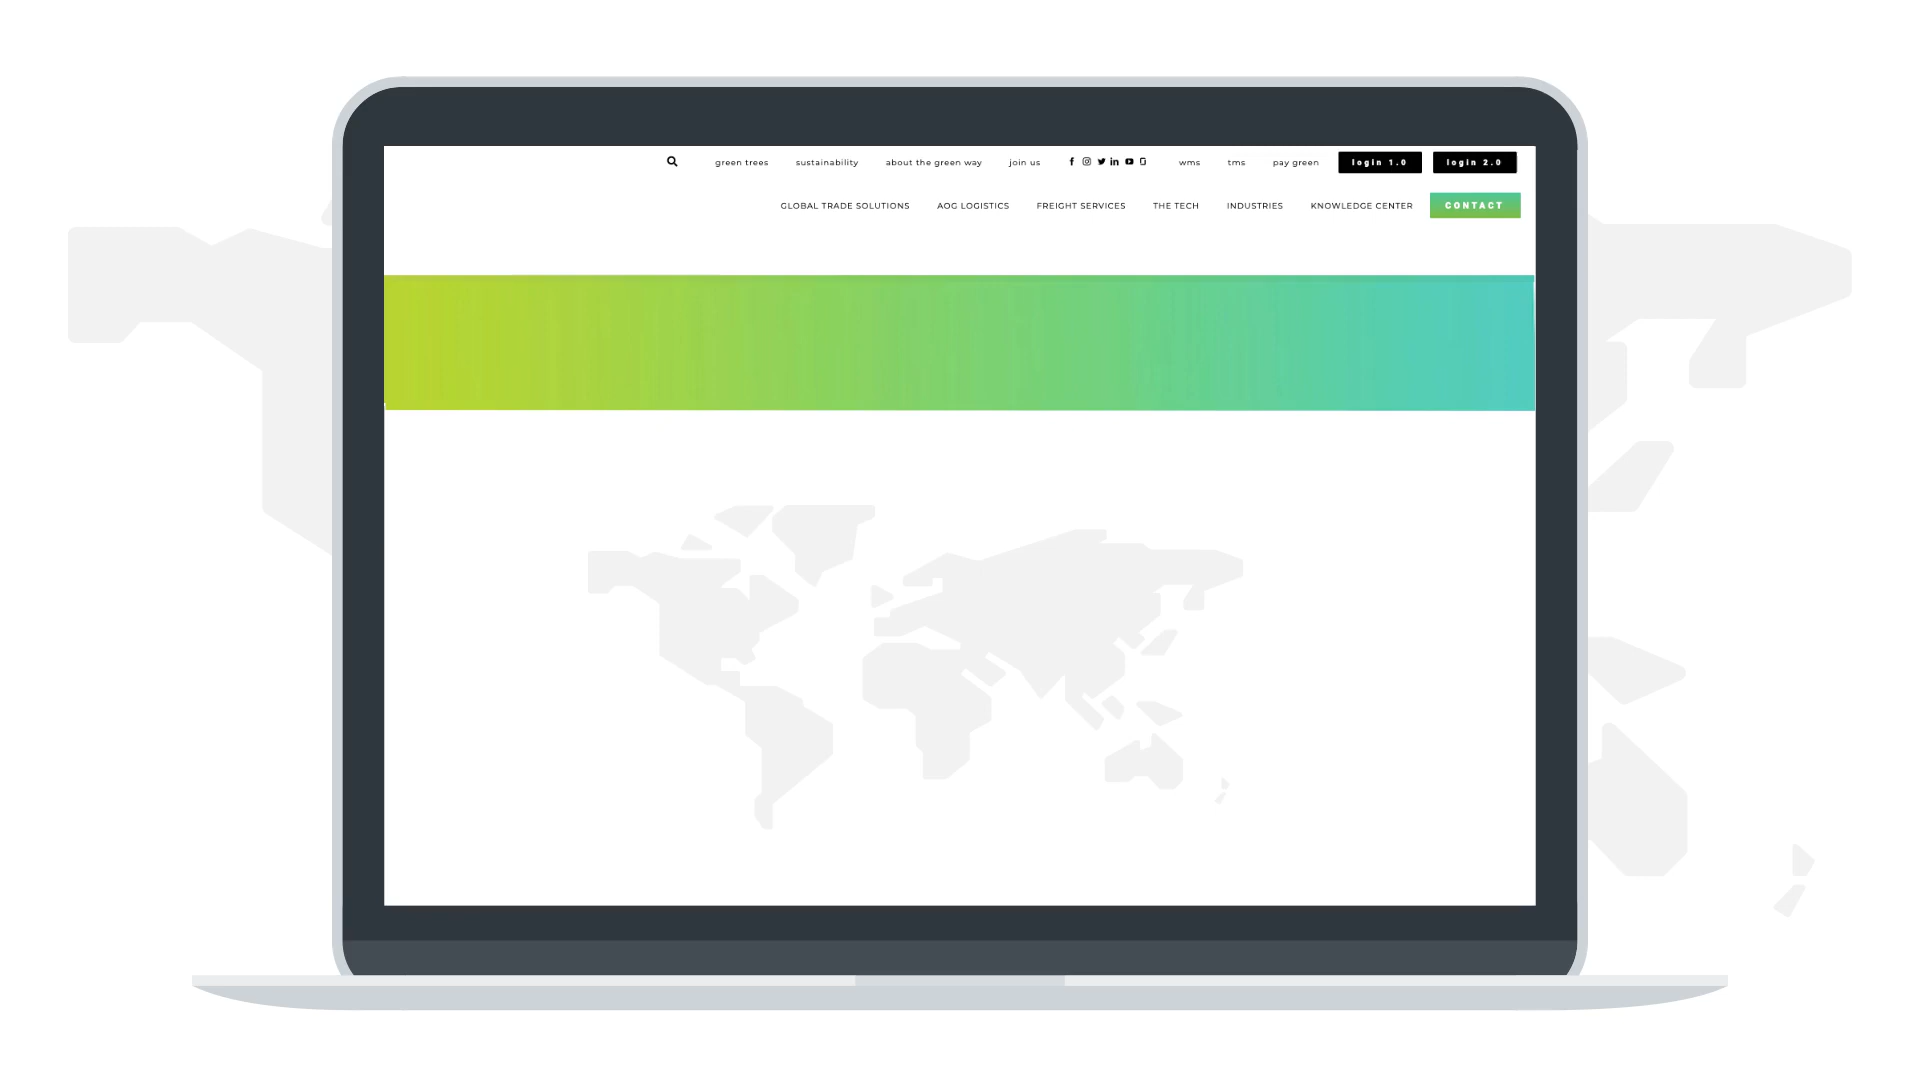 green trees sustainability about the green way join us wms tms pay green login 1.0 login 2.0
GLOBAL TRADE SOLUTIONS AOG LOGISTICS FREIGHT SERVICES THE TECH INDUSTRIES KNOWLEDGE CENTER CONTACT